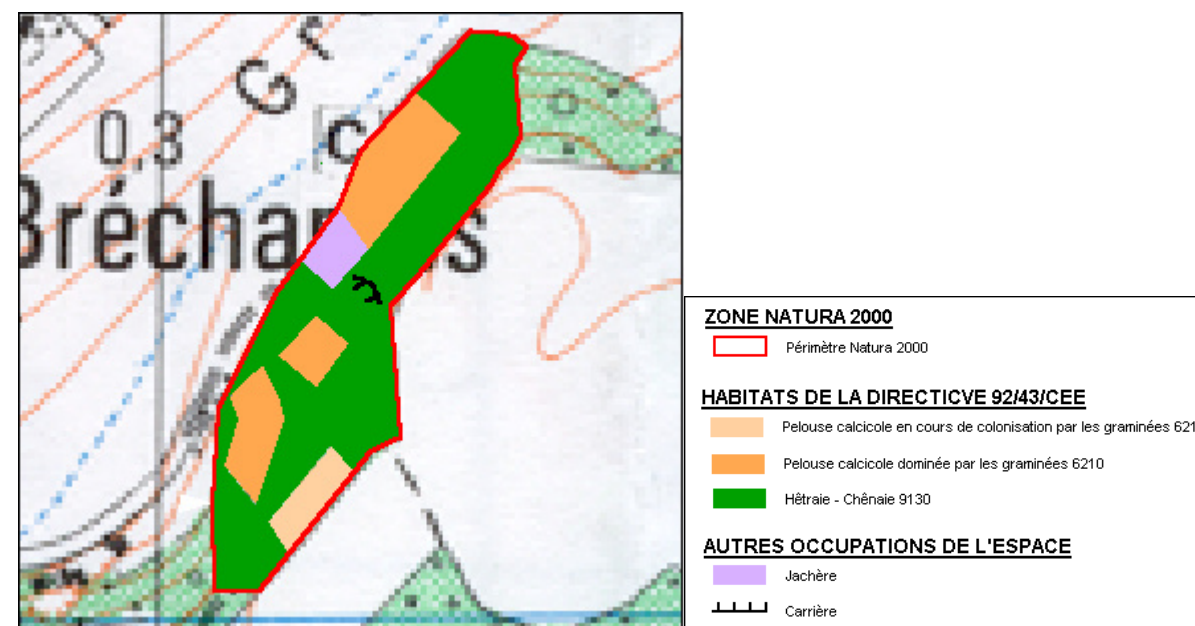 G r
0,3
C
Brécha s
ZONE NATURA 2000
Périmètre Natura 2000
HABITATS DE LA DIRECTICVE 92/43/CEE
Pelouse calcicole en cours de colonisation par les graminées 621
Pelouse calcicole dominée par les graminées 6210
Hêtraie - Chênaie 9130
AUTRES OCCUPATIONS DE L'ESPACE
Jachère
Carrière